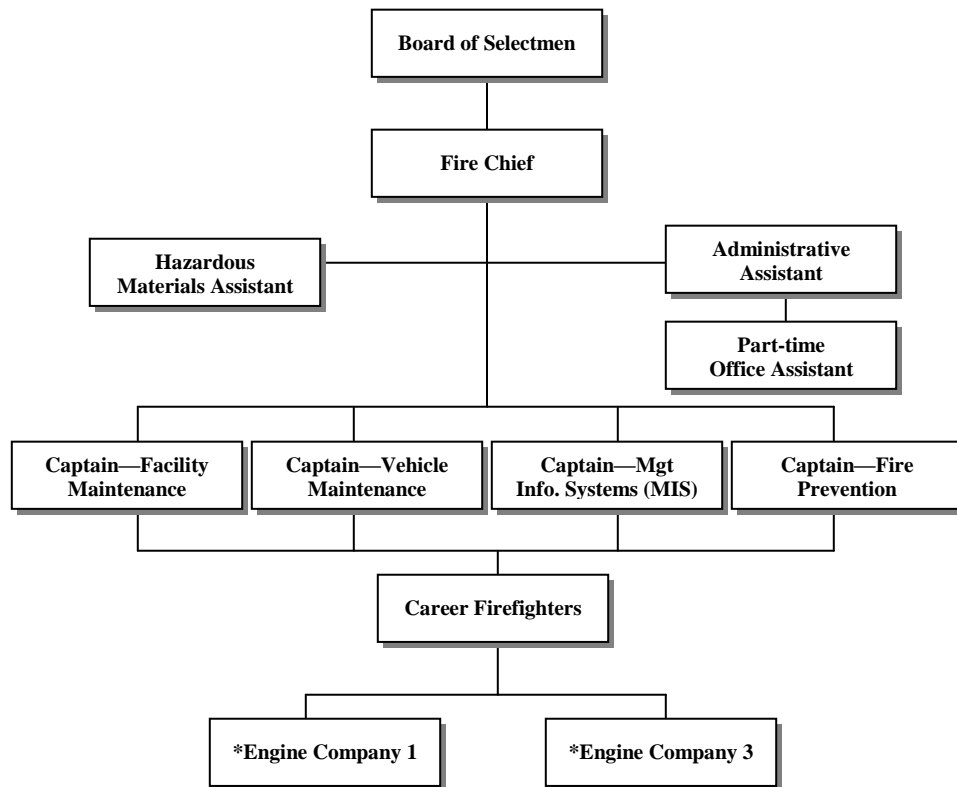 Board of Selectmen
Fire Chief
Hazardous
Materials Assistant
Administrative
Assistant
Part-time
Office Assistant
Captain—Facility
Maintenance
Captain—Vehicle
Maintenance
Captain—Mgt
Info. Systems (MIS)
Captain—Fire
Prevention
Career Firefighters
*Engine Company 1
*Engine Company 3